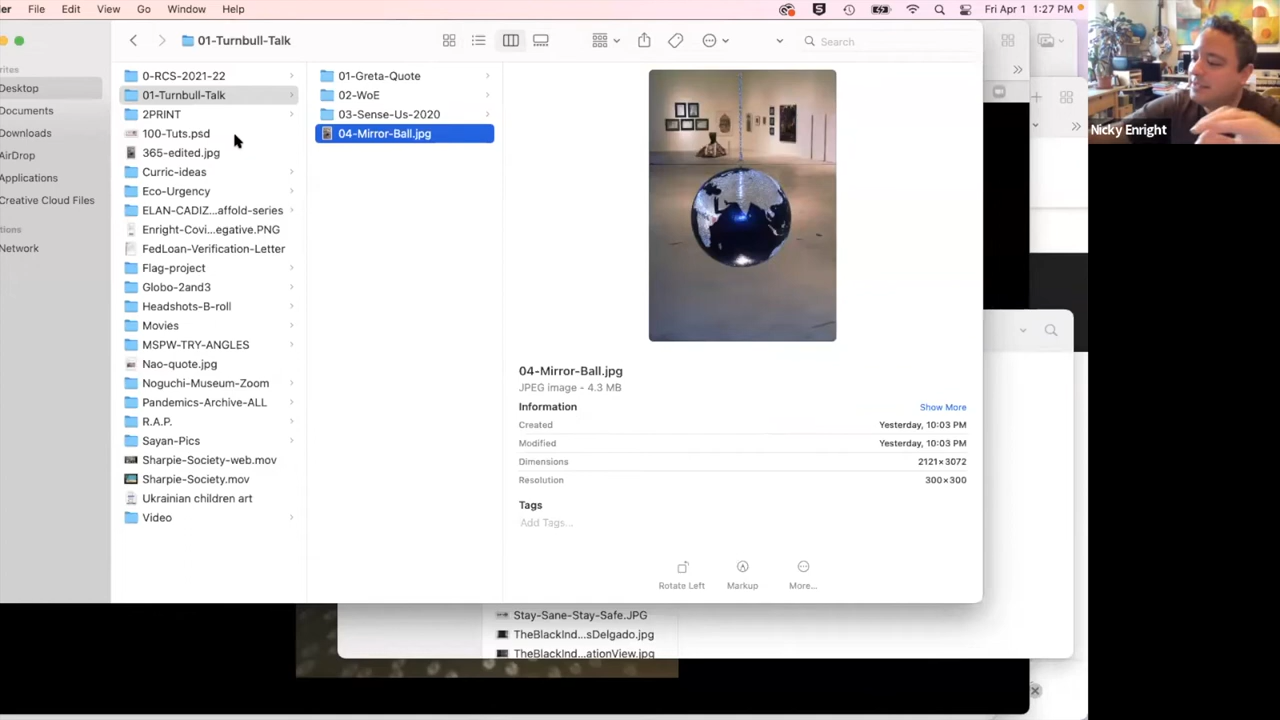 er File Edit View Go Window Help Fri Apr 1 1:27 PM
01-Turnbull-Talk Search
rites
Desktop
Documents
Downloads
AirDrop
Applications
Creative Cloud Files
tions
Network
0-RCS-2021-22
01-Turnbull-Talk
2PRINT
100-Tuts.psd
365-edited.jpg
Curric-ideas
Eco-Urgency
ELAN-CADIZ...affold-series
Enright-Covi...egative.PNG
FedLoan-Verification-Letter
Flag-project
Globo-2and3
Headshots-B-roll
Movies
MSPW-TRY-ANGLES
Nao-quote.jpg
Noguchi-Museum-Zoom
Pandemics-Archive-ALL
R.A.P.
Sayan-Pics
Sharpie-Society-web.mov
Sharpie-Society.mov
Ukrainian children art
Video
01-Greta-Quote
02-WoE
03-Sense-Us-2020
04-Mirror-Ball.jpg
04-Mirror-Ball.jpg
JPEG image - 4.3 MB
Information Show More
Created Yesterday, 10:03 PM
Modified Yesterday, 10:03 PM
Dimensions 2121×3072
Resolution 300×300
Tags
Add Tags...
Rotate Left Markup More...
Stay-Sane-Stay-Safe.JPG
TheBlackInd...sDelgado.jpg
TheBlackInd...ationView.jpg
Nicky Enright